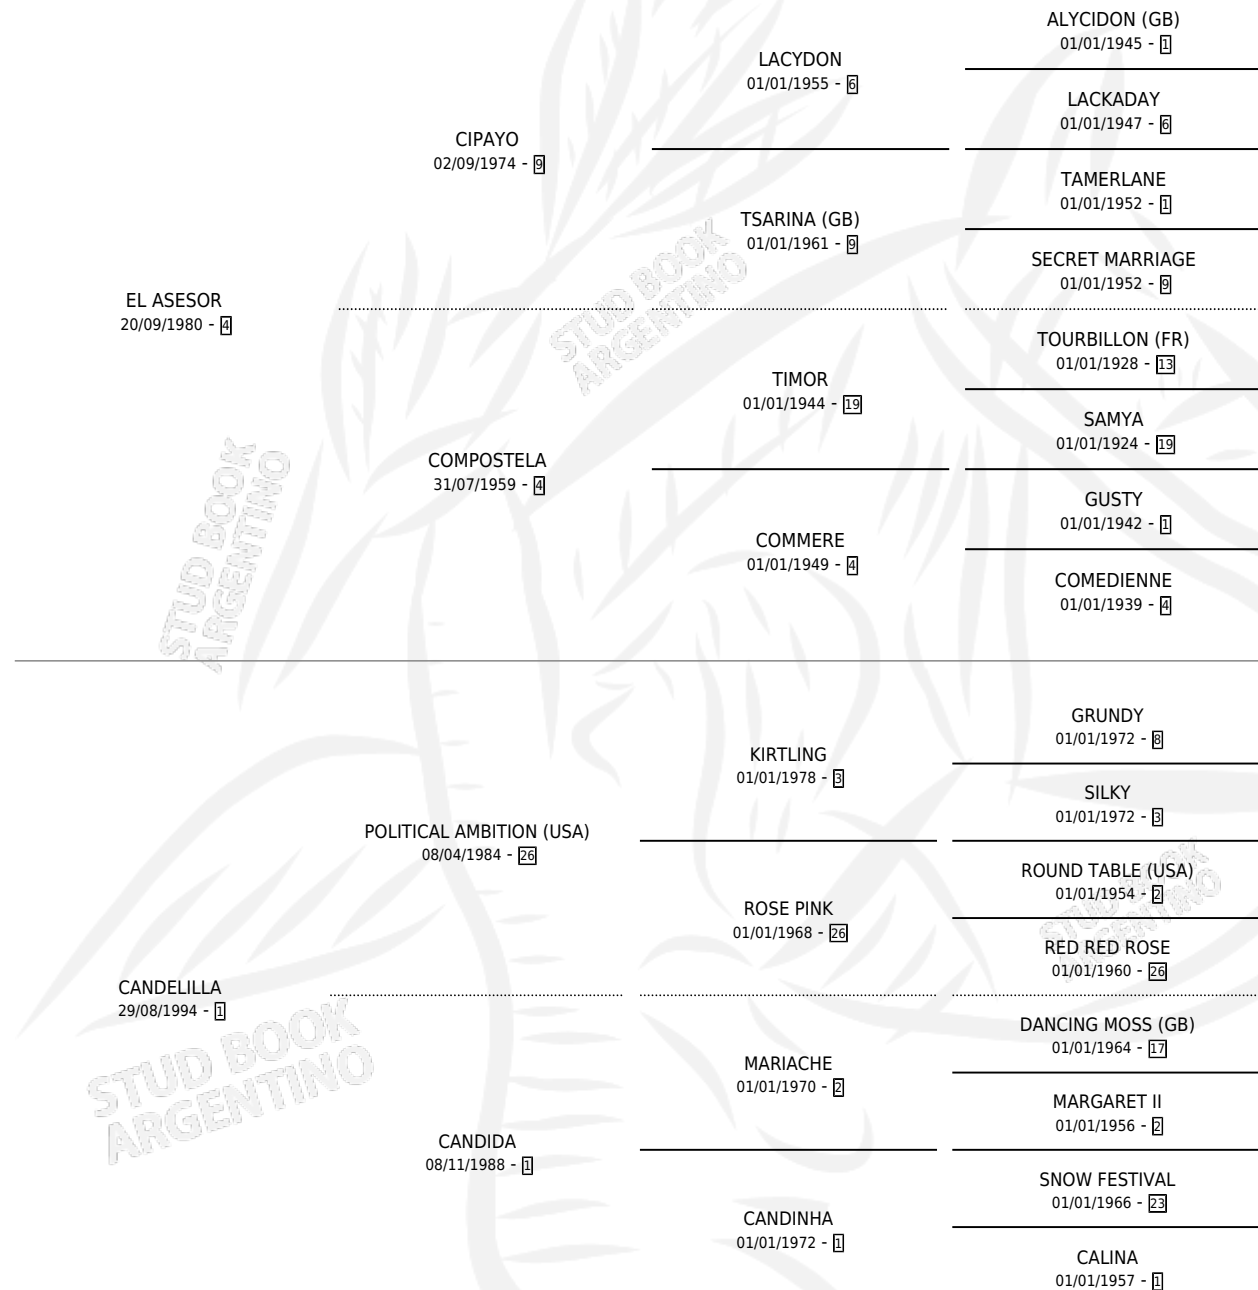 ALYCIDON (GB)
01/01/1945 - 1
LACYDON
01/01/1955 - 6
LACKADAY
01/01/1947 - 6
CIPAYO
02/09/1974 - 9
TAMERLANE
01/01/1952 - 1
TSARINA (GB)
01/01/1961 - 9
SECRET MARRIAGE
01/01/1952 - 9
EL ASESOR
20/09/1980 - 4
STUD BOOK
ARGENTINO
TOURBILLON (FR)
01/01/1928 - 13
TIMOR
01/01/1944 - 19
SAMYA
01/01/1924 - 19
COMPOSTELA
31/07/1959 - 4
GUSTY
01/01/1942 - 1
COMMERE
01/01/1949 - 4
COMEDIENNE
01/01/1939 - 4
STUD BOOK
ARGENTINO
GRUNDY
01/01/1972 - 8
KIRTLING
01/01/1978 - 3
SILKY
01/01/1972 - 3
POLITICAL AMBITION (USA)
08/04/1984 - 26
ROUND TABLE (USA)
01/01/1954 - 2
ROSE PINK
01/01/1968 - 26
RED RED ROSE
01/01/1960 - 26
STUD BOOK
ARGENTINO
CANDELILLA
29/08/1994 - 1
DANCING MOSS (GB)
01/01/1964 - 17
MARIACHE
01/01/1970 - 2
MARGARET II
01/01/1956 - 2
STUD BOOK
ARGENTINO
CANDIDA
08/11/1988 - 1
SNOW FESTIVAL
01/01/1966 - 23
CANDINHA
01/01/1972 - 1
CALINA
01/01/1957 - 1